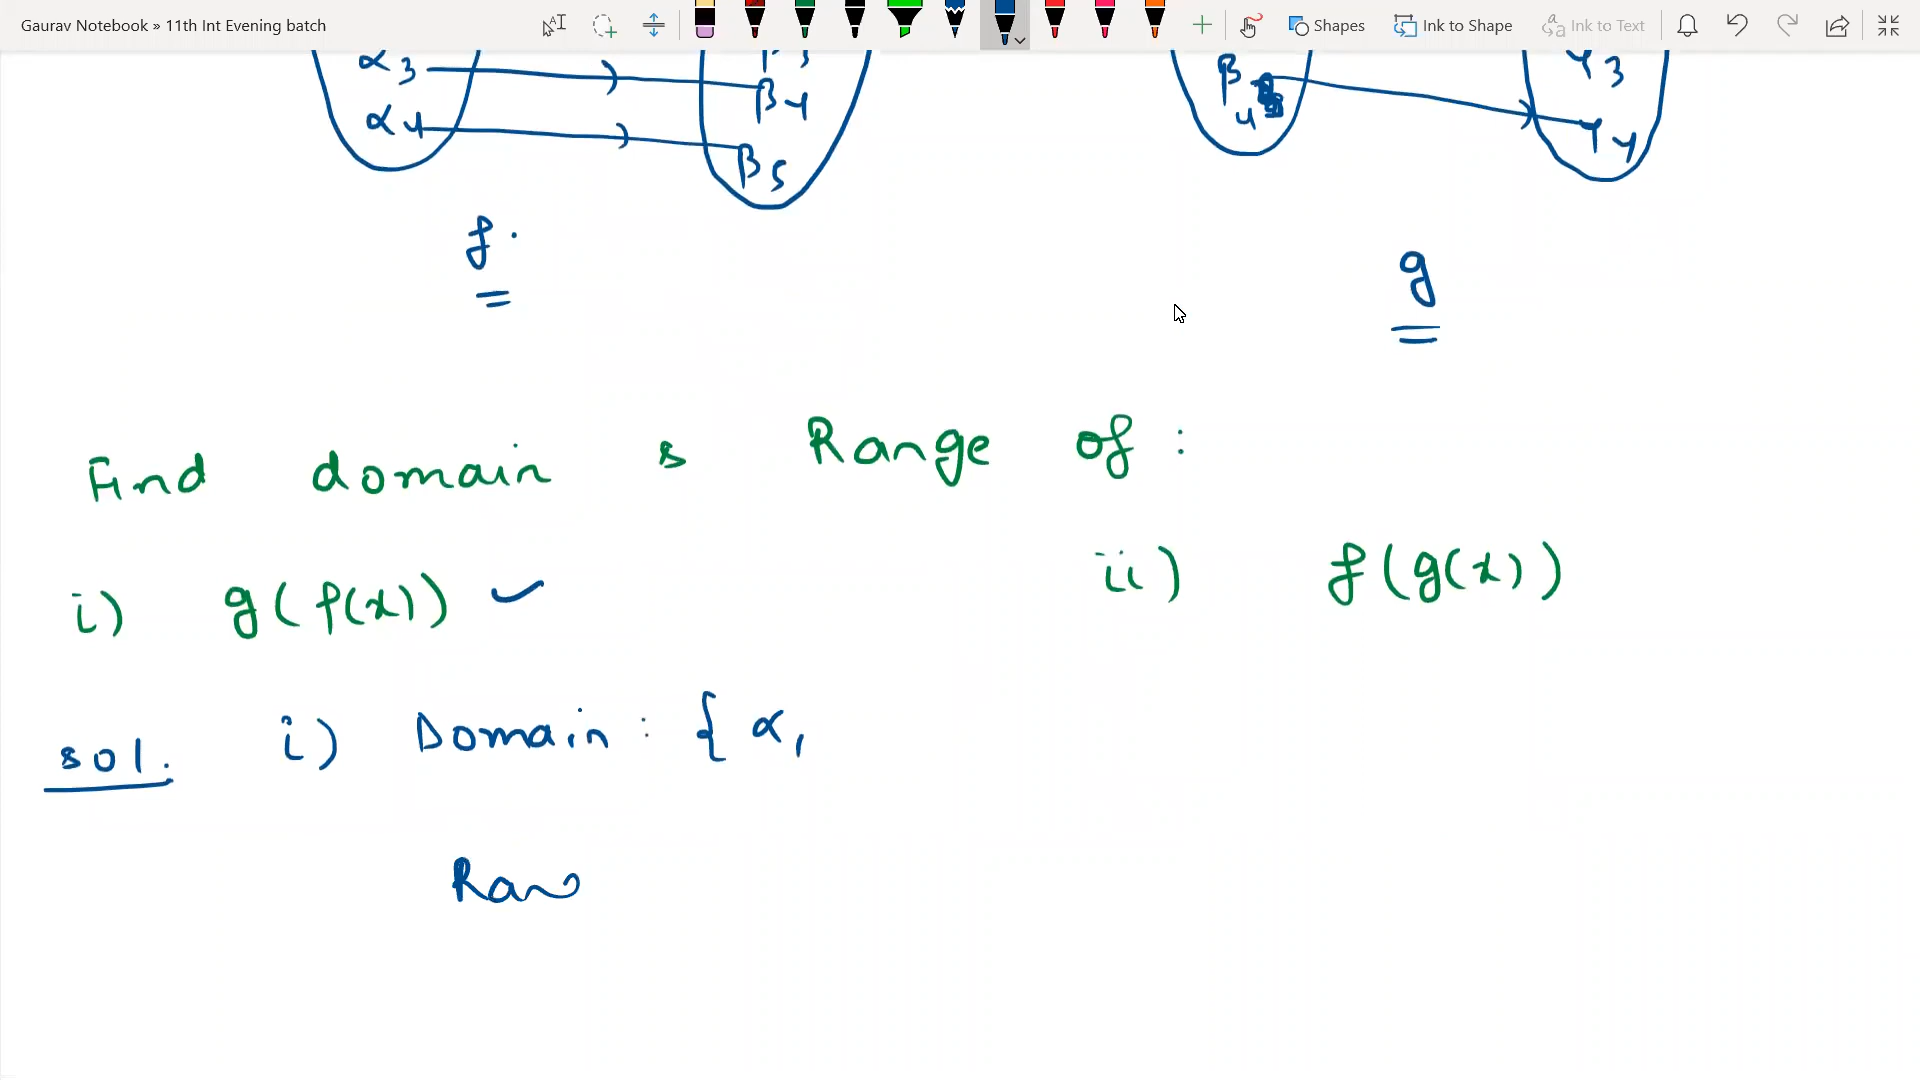 Gaurav Notebook » 11th Int Evening batch Shapes Ink to Shape Ink to Text
α3 β3 β γ3
α4 β4 4 γ4
β5
f. g
Find domain & Range of :
i) g(f(x)) ii) f(g(x))
sol. i) Domain : { α,
Ran